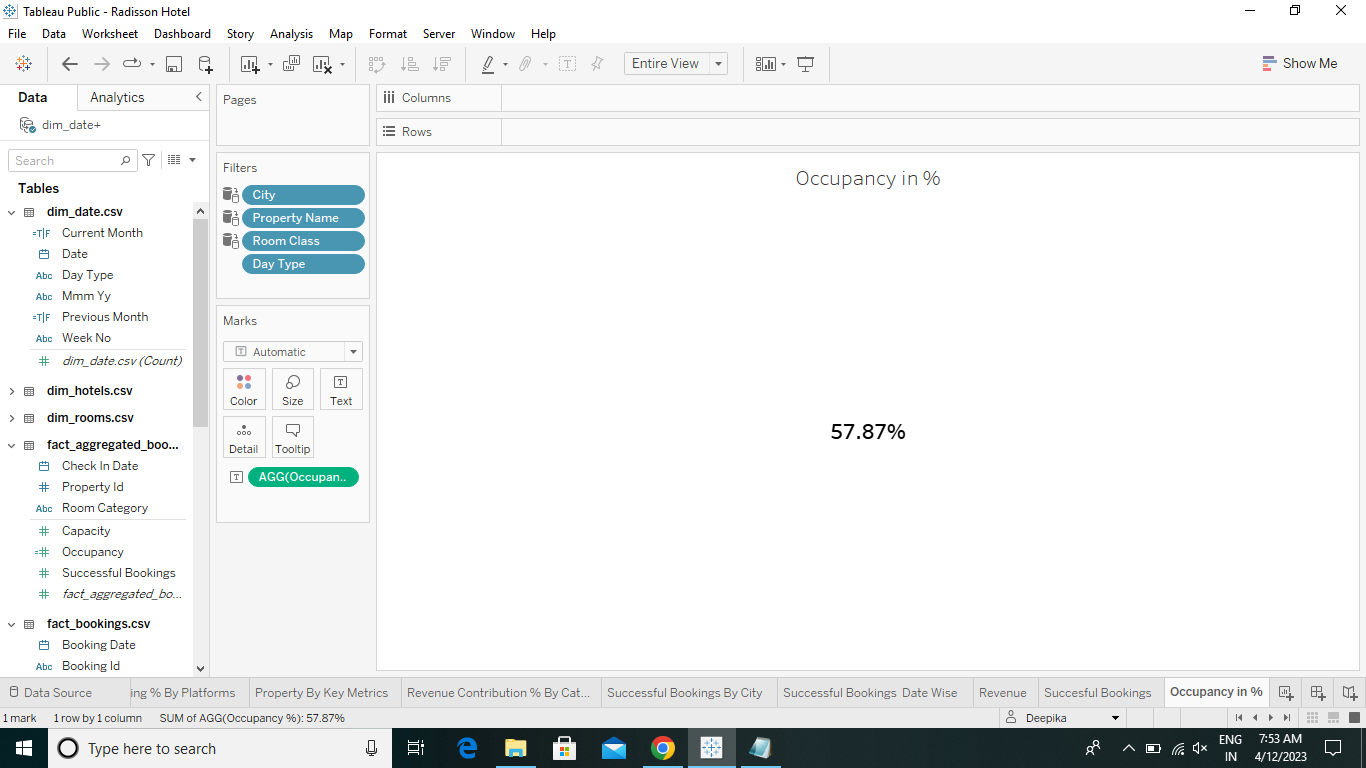 Tableau Public - Radisson Hotel
File Data Worksheet Dashboard Story Analysis Map Format Server Window Help
Entire View
Show Me
Data Analytics
dim_date+
Search
Tables
dim_date.csv
=T|F Current Month
Date
Abc Day Type
Abc Mmm Yy
=T|F Previous Month
Abc Week No
# dim_date.csv (Count)
dim_hotels.csv
dim_rooms.csv
fact_aggregated_boo...
Check In Date
# Property Id
Abc Room Category
# Capacity
=# Occupancy
# Successful Bookings
# fact_aggregated_bo...
fact_bookings.csv
Booking Date
Abc Booking Id
Pages
Filters
City
Property Name
Room Class
Day Type
Marks
T Automatic
Color Size T Text
Detail Tooltip
T AGG(Occupan..
Columns
Rows
Occupancy in %
57.87%
Data Source ing % By Platforms Property By Key Metrics Revenue Contribution % By Cat... Successful Bookings By City Successful Bookings Date Wise Revenue Succesful Bookings Occupancy in %
1 mark 1 row by 1 column SUM of AGG(Occupancy %): 57.87% Deepika
Type here to search
ENG
IN
7:53 AM
4/12/2023